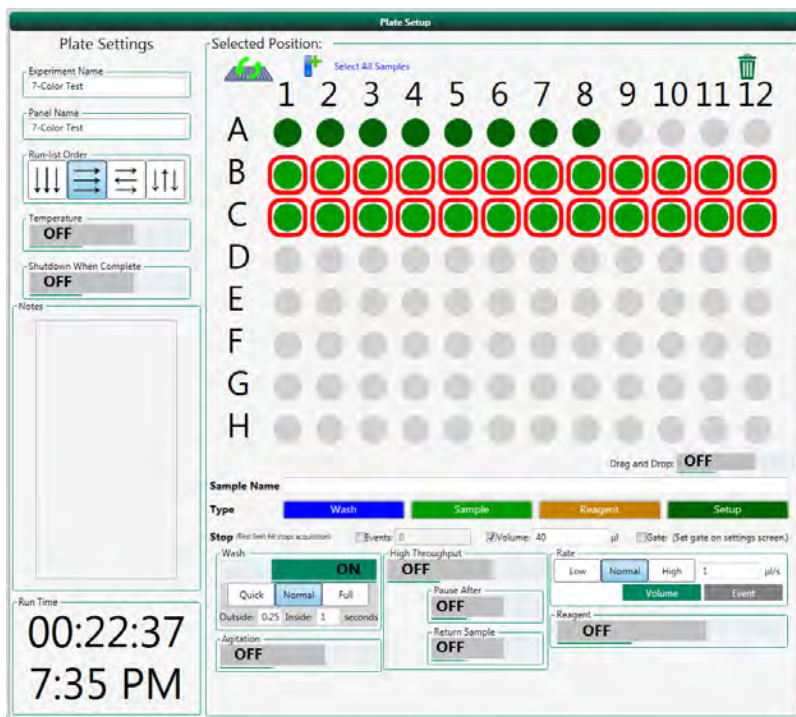 Plate Setup
Plate Settings
Experiment Name
7-Color Test
Panel Name
7-Color Test
Run-list Order
Temperature
OFF
Shutdown When Complete
OFF
Notes
Run Time
00:22:37
7:35 PM
Selected Position:
Select All Samples
1 2 3 4 5 6 7 8 9 10 11 12
A
B
C
D
E
F
G
H
Drag and Drop: OFF
Sample Name
Type Wash Sample Reagent Setup
Stop (First limit hit stops acquisition) Events: 0 Volume: 40 µl Gate: (Set gate on settings screen.)
Wash
ON
Quick Normal Full
Outside: 0.25 Inside: 1 seconds
Agitation
OFF
High Throughput
OFF
Pause After
OFF
Return Sample
OFF
Rate
Low Normal High 1 µl/s
Volume Event
Reagent
OFF